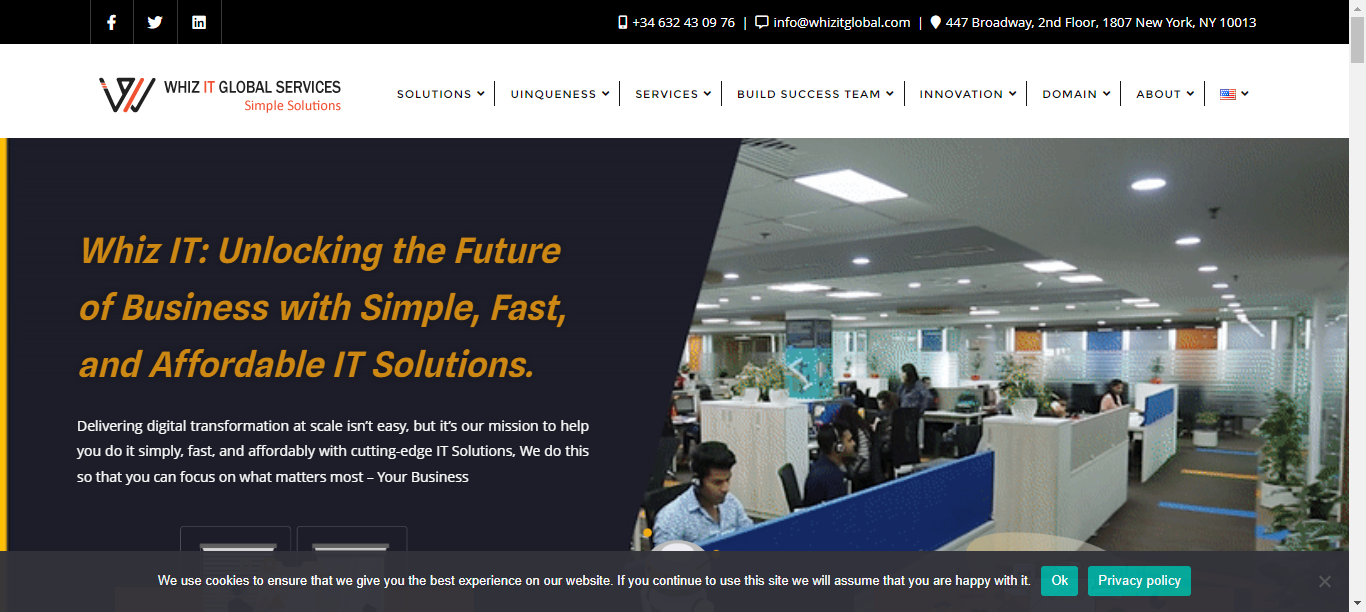 +34 632 43 09 76 | info@whizitglobal.com | 447 Broadway, 2nd Floor, 1807 New York, NY 10013
WHIZ IT GLOBAL SERVICES
Simple Solutions
SOLUTIONS UINQUENESS SERVICES BUILD SUCCESS TEAM INNOVATION DOMAIN ABOUT
Whiz IT: Unlocking the Future
of Business with Simple, Fast,
and Affordable IT Solutions.
Delivering digital transformation at scale isn't easy, but it's our mission to help
you do it simply, fast, and affordably with cutting-edge IT Solutions, We do this
so that you can focus on what matters most – Your Business
We use cookies to ensure that we give you the best experience on our website. If you continue to use this site we will assume that you are happy with it. Ok Privacy policy